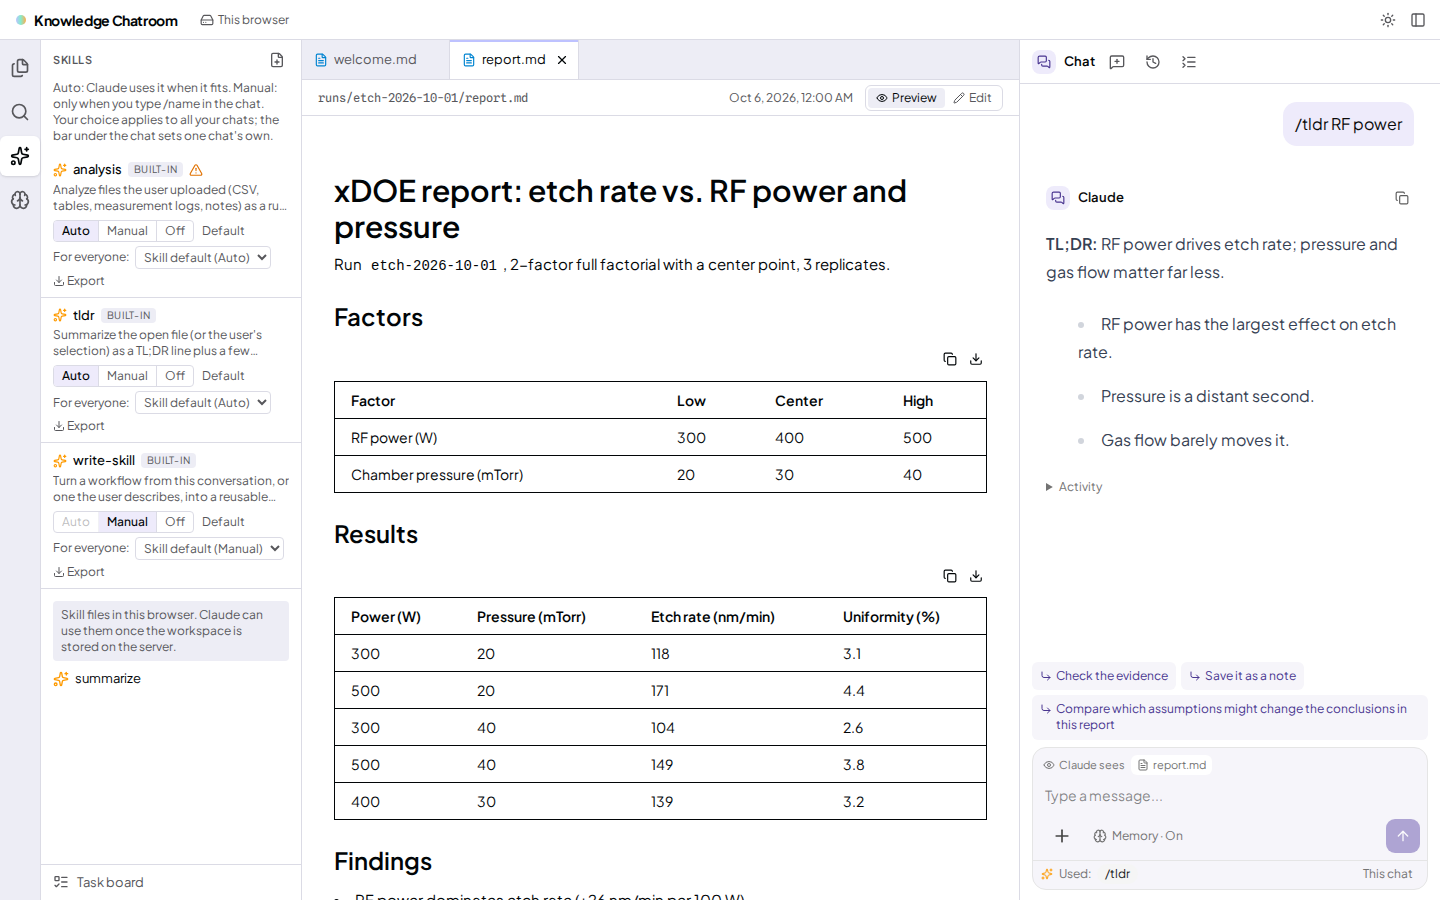 Knowledge Chatroom
This browser
SKILLS
Auto: Claude uses it when it fits. Manual:
only when you type /name in the chat.
Your choice applies to all your chats; the
bar under the chat sets one chat's own.
analysis BUILT-IN
Analyze files the user uploaded (CSV,
tables, measurement logs, notes) as a ru...
Auto Manual Off Default
For everyone: Skill default (Auto)
Export
tldr BUILT-IN
Summarize the open file (or the user's
selection) as a TL;DR line plus a few...
Auto Manual Off Default
For everyone: Skill default (Auto)
Export
write-skill BUILT-IN
Turn a workflow from this conversation, or
one the user describes, into a reusable...
Auto Manual Off Default
For everyone: Skill default (Manual)
Export
Skill files in this browser. Claude can
use them once the workspace is
stored on the server.
summarize
Task board
welcome.md
report.md
runs/etch-2026-10-01/report.md
Oct 6, 2026, 12:00 AM
Preview
Edit
xDOE report: etch rate vs. RF power and
pressure
Run etch-2026-10-01 , 2-factor full factorial with a center point, 3 replicates.
Factors
Factor Low Center High
RF power (W) 300 400 500
Chamber pressure (mTorr) 20 30 40
Results
Power (W) Pressure (mTorr) Etch rate (nm/min) Uniformity (%)
300 20 118 3.1
500 20 171 4.4
300 40 104 2.6
500 40 149 3.8
400 30 139 3.2
Findings
RF power dominates etch rate (+26 nm/min per 100 W)
Chat
/tldr RF power
Claude
TL;DR: RF power drives etch rate; pressure and
gas flow matter far less.
RF power has the largest effect on etch
rate.
Pressure is a distant second.
Gas flow barely moves it.
Activity
Check the evidence
Save it as a note
Compare which assumptions might change the conclusions in
this report
Claude sees report.md
Type a message...
Memory · On
Used: /tldr
This chat